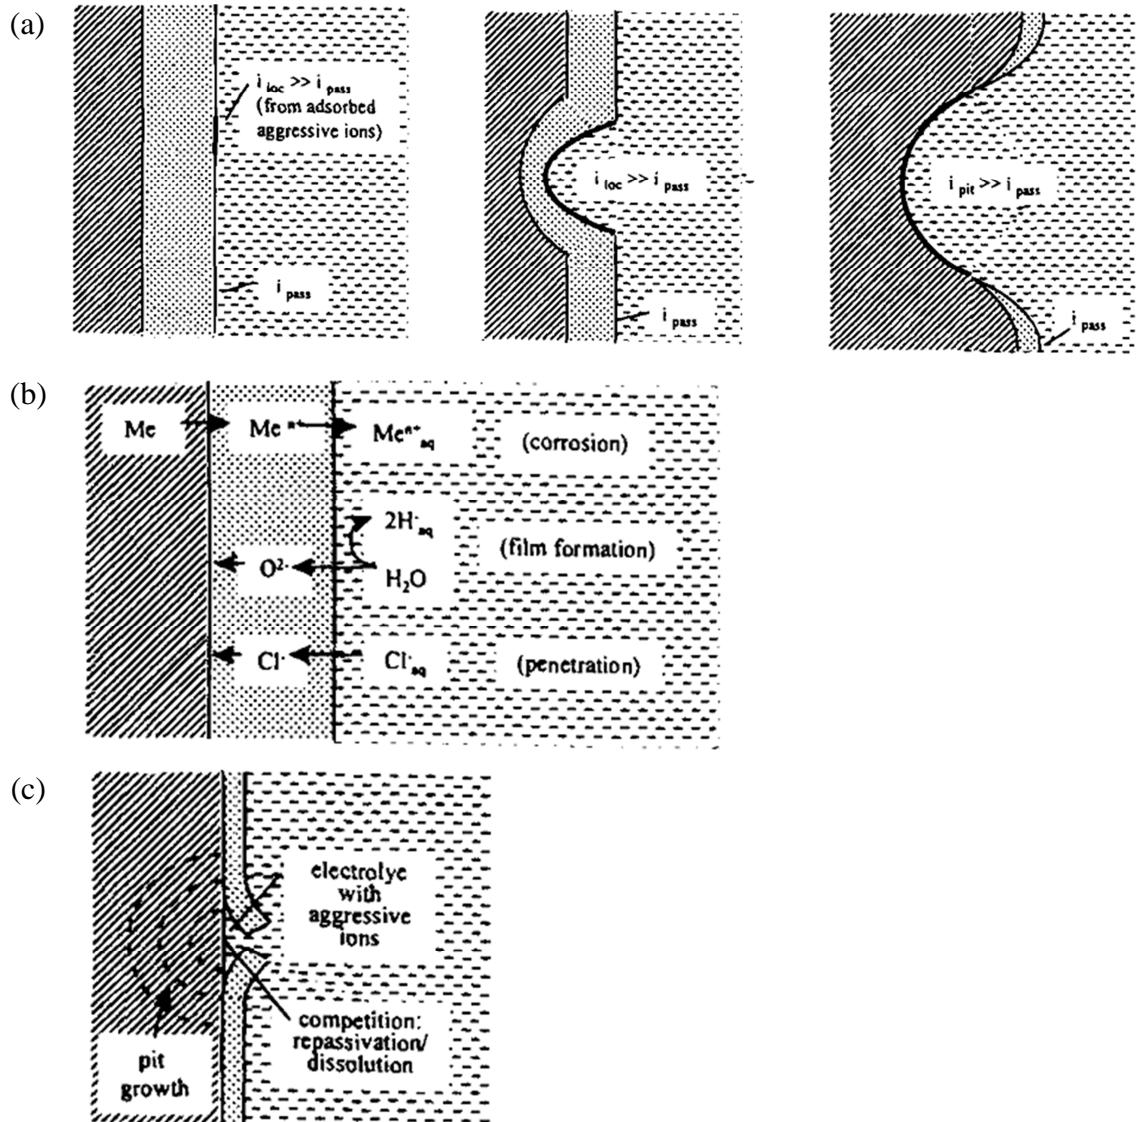 (a)
i loc >> i pass
(from adsorbed
aggressive ions)
i pass
i loc >> i pass
i pass
i pit >> i pass
i pass
(b)
Me
Me n+
Me n+ aq
(corrosion)
2H· aq
(film formation)
O2·
H2O
Cl·
Cl· aq
(penetration)
(c)
electrolye
with
aggressive
ions
competition:
repassivation/
dissolution
pit
growth